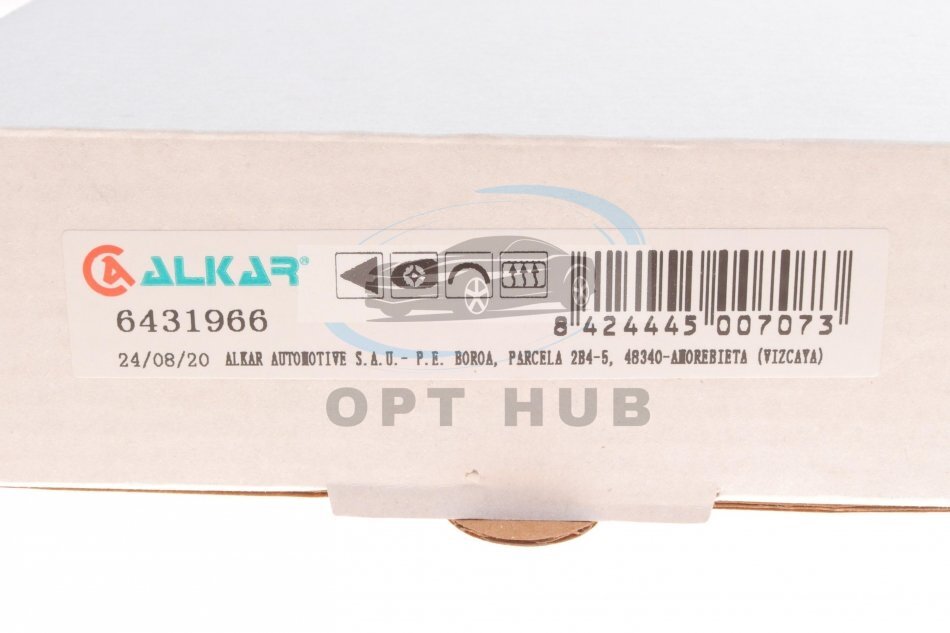 ALKAR®
6431966
8 424445 007073
24/08/20 ALKAR AUTOMOTIVE S.A.U.- P.E. BOROA, PARCELA 2B4-5, 48340-AMOREBIETA (VIZCAYA)
OPT HUB